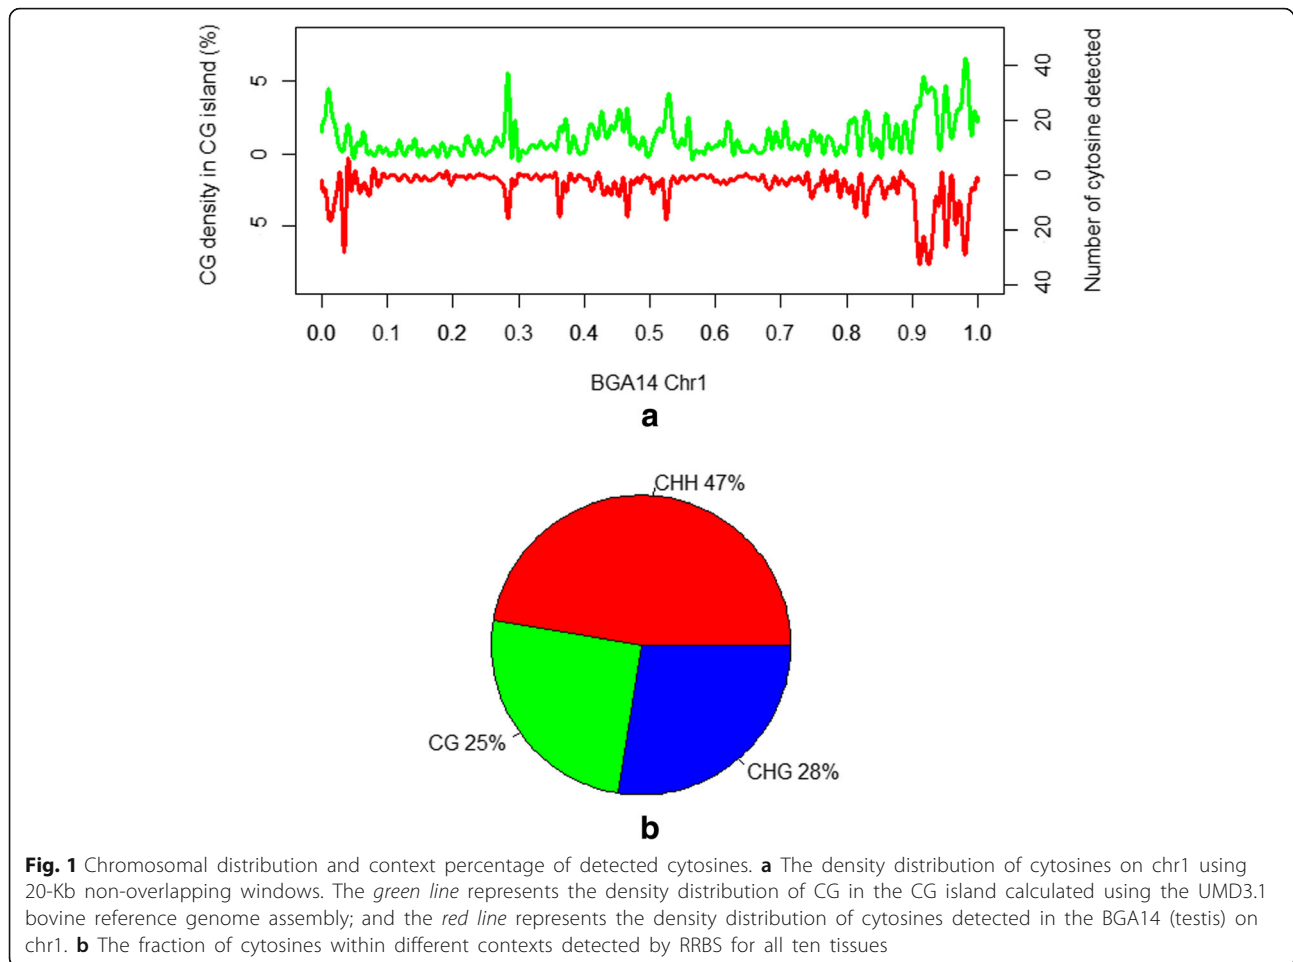 CG density in CG island (%)
5
0
5
40
20
0
20
40
Number of cytosine detected
0.0 0.1 0.2 0.3 0.4 0.5 0.6 0.7 0.8 0.9 1.0
BGA14 Chr1
a
CHH 47%
CG 25%
CHG 28%
b
Fig. 1 Chromosomal distribution and context percentage of detected cytosines. a The density distribution of cytosines on chr1 using
20-Kb non-overlapping windows. The green line represents the density distribution of CG in the CG island calculated using the UMD3.1
bovine reference genome assembly; and the red line represents the density distribution of cytosines detected in the BGA14 (testis) on
chr1. b The fraction of cytosines within different contexts detected by RRBS for all ten tissues